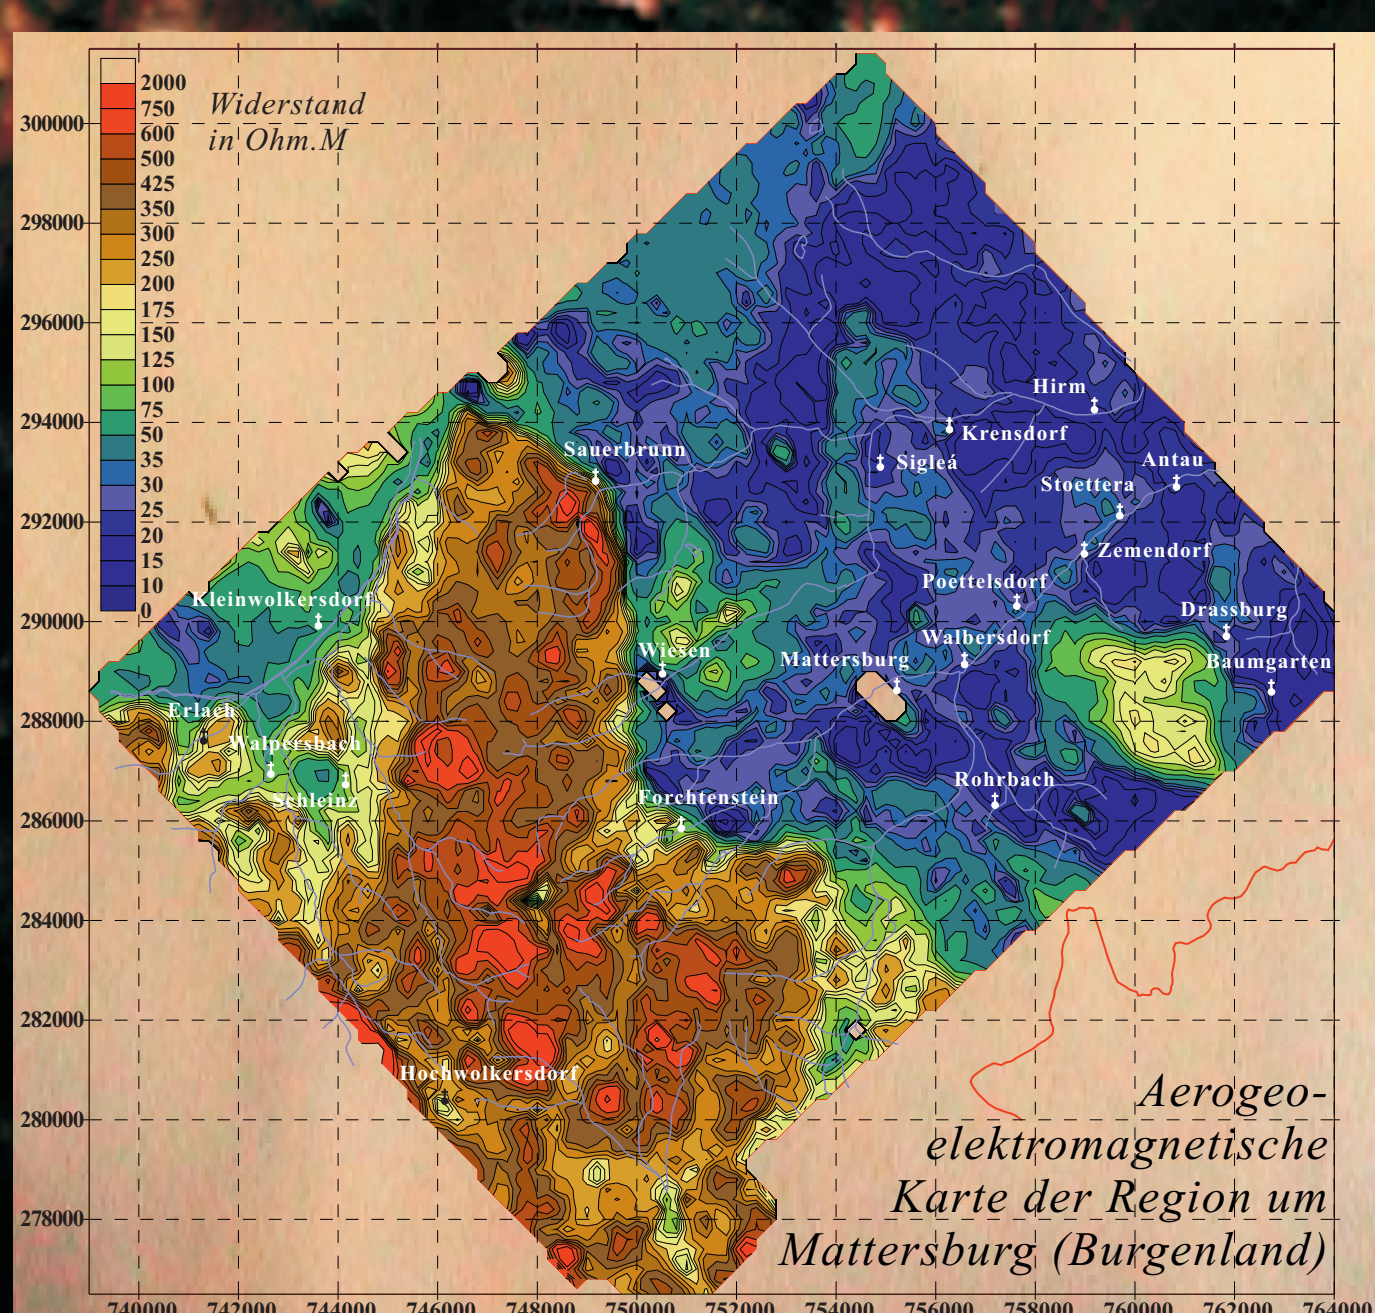 2000
750
600
500
425
350
300
250
200
175
150
125
100
75
50
35
30
25
20
15
10
0
Widerstand
in Ohm.M
300000
298000
296000
294000
292000
290000
288000
286000
284000
282000
280000
278000
Hirm
Krensdorf
Sauerbrunn
Sigleá
Antau
Stoettera
Zemendorf
Poettelsdorf
Kleinwolkersdorf
Drassburg
Walbersdorf
Wiesen
Mattersburg
Baumgarten
Erlach
Walpersbach
Rohrbach
Schleinz
Forchtenstein
Hochwolkersdorf
Aerogeo-
elektromagnetische
Karte der Region um
Mattersburg (Burgenland)
740000 742000 744000 746000 748000 750000 752000 754000 756000 758000 760000 762000 764000